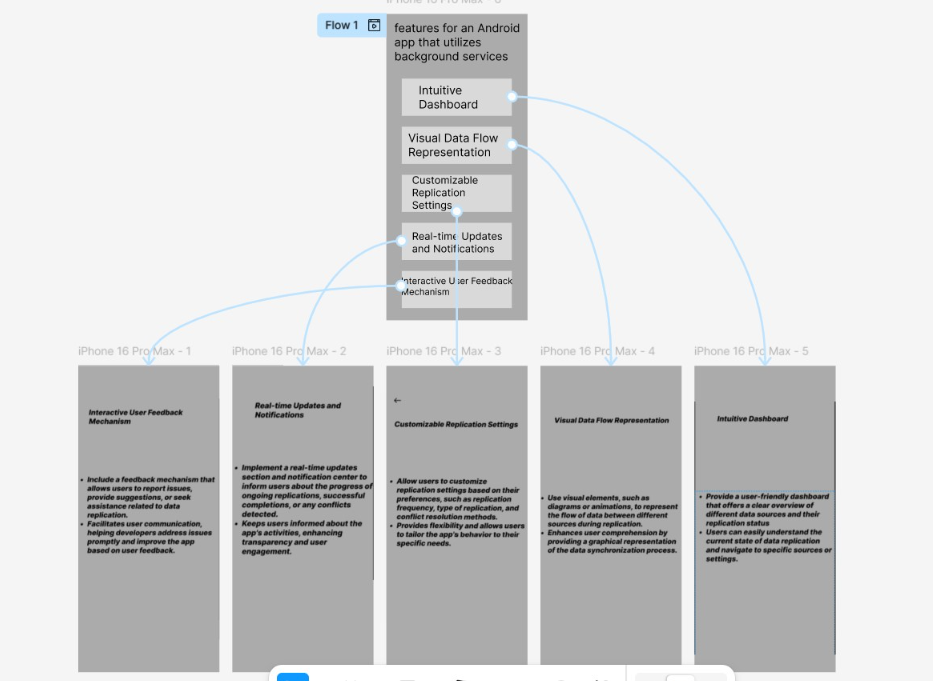 Flow 1
features for an Android
app that utilizes
background services
Intuitive
Dashboard
Visual Data Flow
Representation
Customizable
Replication
Settings
Real-time Updates
and Notifications
Interactive User Feedback
Mechanism
iPhone 16 Pro Max - 1
Interactive User Feedback
Mechanism
• Include a feedback mechanism that
allows users to report issues,
provide suggestions, or seek
assistance related to data
replication.
• Facilitates user communication,
helping developers address issues
promptly and improve the app
based on user feedback.
iPhone 16 Pro Max - 2
Real-time Updates and
Notifications
• Implement a real-time updates
section and notification center to
inform users about the progress of
ongoing replications, successful
completions, or any conflicts
detected.
• Keeps users informed about the
app's activities, enhancing
transparency and user
engagement.
iPhone 16 Pro Max - 3
←
Customizable Replication Settings
• Allow users to customize
replication settings based on their
preferences, such as replication
frequency, type of replication, and
conflict resolution methods.
• Provides flexibility and allows users
to tailor the app's behavior to their
specific needs.
iPhone 16 Pro Max - 4
Visual Data Flow Representation
• Use visual elements, such as
diagrams or animations, to represent
the flow of data between different
sources during replication.
• Enhances user comprehension by
providing a graphical representation
of the data synchronization process.
iPhone 16 Pro Max - 5
Intuitive Dashboard
• Provide a user-friendly dashboard
that offers a clear overview of
different data sources and their
replication status
• Users can easily understand the
current state of data replication
and navigate to specific sources or
settings.